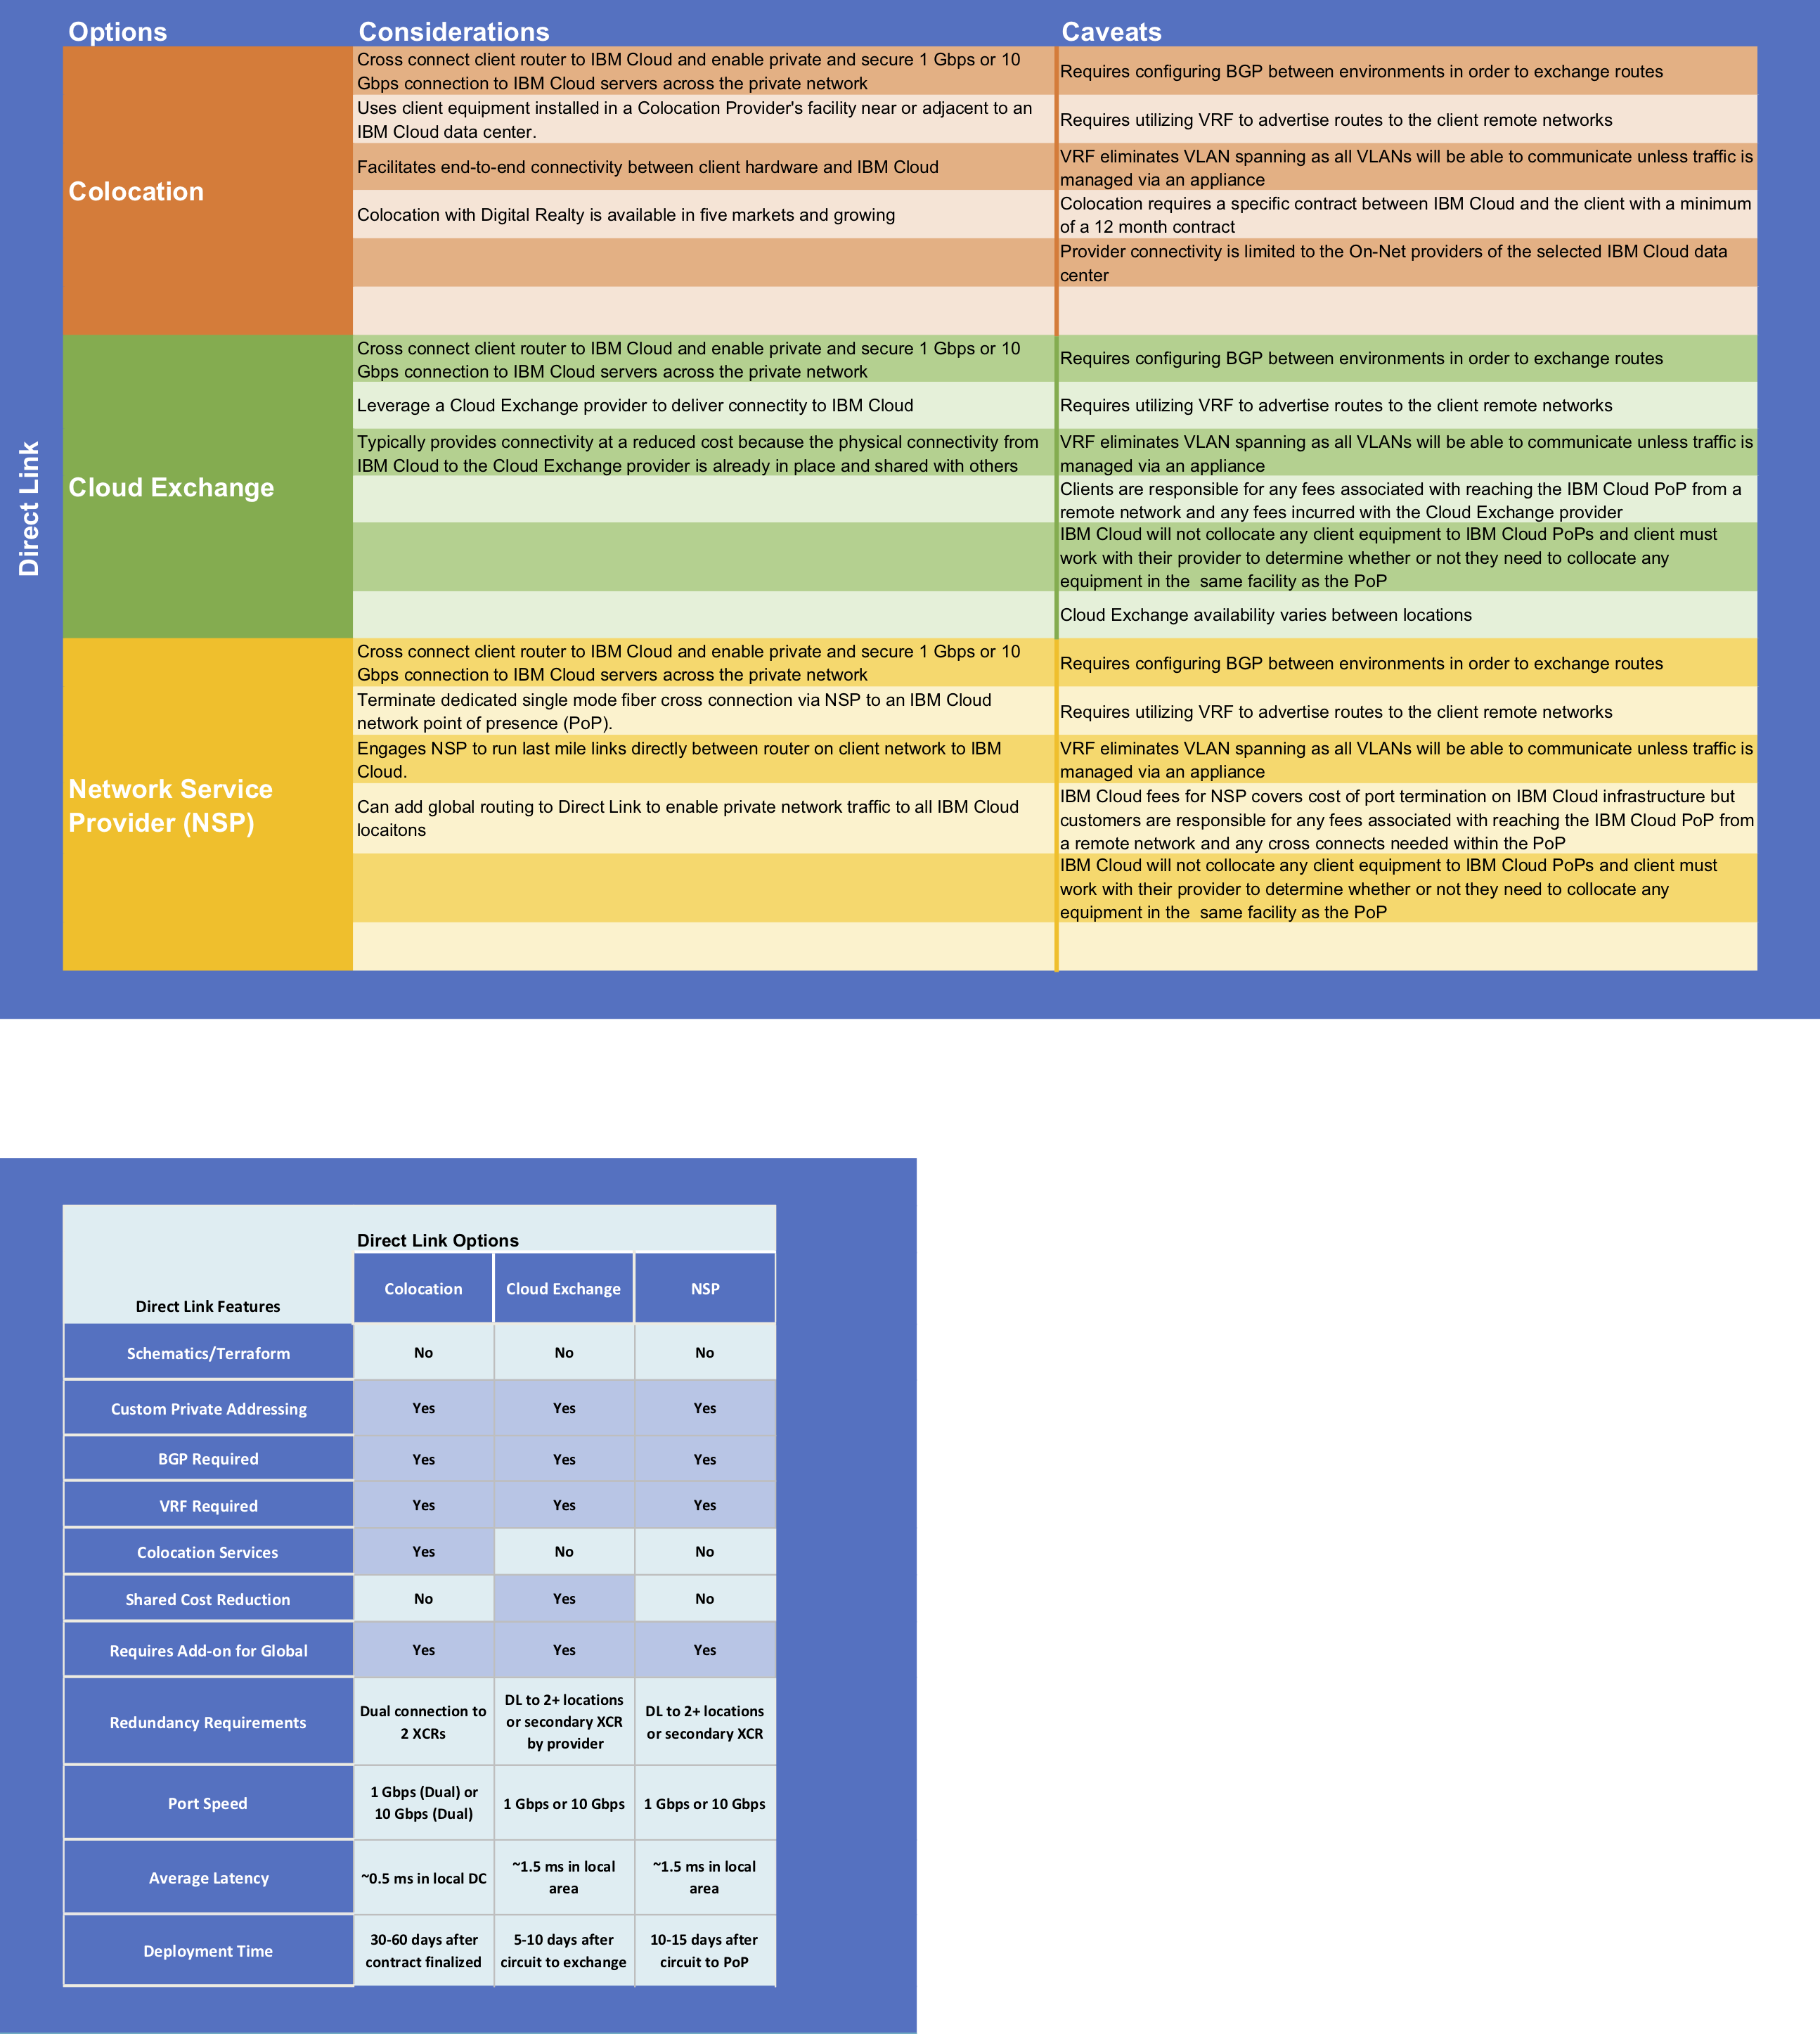 Options Considerations Caveats
Direct Link
Colocation
Cross connect client router to IBM Cloud and enable private and secure 1 Gbps or 10
Gbps connection to IBM Cloud servers across the private network
Requires configuring BGP between environments in order to exchange routes
Uses client equipment installed in a Colocation Provider's facility near or adjacent to an
IBM Cloud data center.
Requires utilizing VRF to advertise routes to the client remote networks
Facilitates end-to-end connectivity between client hardware and IBM Cloud
VRF eliminates VLAN spanning as all VLANs will be able to communicate unless traffic is
managed via an appliance
Colocation with Digital Realty is available in five markets and growing
Colocation requires a specific contract between IBM Cloud and the client with a minimum
of a 12 month contract
Provider connectivity is limited to the On-Net providers of the selected IBM Cloud data
center
Cloud Exchange
Cross connect client router to IBM Cloud and enable private and secure 1 Gbps or 10
Gbps connection to IBM Cloud servers across the private network
Requires configuring BGP between environments in order to exchange routes
Leverage a Cloud Exchange provider to deliver connectity to IBM Cloud
Requires utilizing VRF to advertise routes to the client remote networks
Typically provides connectivity at a reduced cost because the physical connectivity from
IBM Cloud to the Cloud Exchange provider is already in place and shared with others
VRF eliminates VLAN spanning as all VLANs will be able to communicate unless traffic is
managed via an appliance
Clients are responsible for any fees associated with reaching the IBM Cloud PoP from a
remote network and any fees incurred with the Cloud Exchange provider
IBM Cloud will not collocate any client equipment to IBM Cloud PoPs and client must
work with their provider to determine whether or not they need to collocate any
equipment in the  same facility as the PoP
Cloud Exchange availability varies between locations
Network Service
Provider (NSP)
Cross connect client router to IBM Cloud and enable private and secure 1 Gbps or 10
Gbps connection to IBM Cloud servers across the private network
Requires configuring BGP between environments in order to exchange routes
Terminate dedicated single mode fiber cross connection via NSP to an IBM Cloud
network point of presence (PoP).
Requires utilizing VRF to advertise routes to the client remote networks
Engages NSP to run last mile links directly between router on client network to IBM
Cloud.
VRF eliminates VLAN spanning as all VLANs will be able to communicate unless traffic is
managed via an appliance
Can add global routing to Direct Link to enable private network traffic to all IBM Cloud
locaitons
IBM Cloud fees for NSP covers cost of port termination on IBM Cloud infrastructure but
customers are responsible for any fees associated with reaching the IBM Cloud PoP from
a remote network and any cross connects needed within the PoP
IBM Cloud will not collocate any client equipment to IBM Cloud PoPs and client must
work with their provider to determine whether or not they need to collocate any
equipment in the  same facility as the PoP
Direct Link Options
Direct Link Features
Colocation Cloud Exchange NSP
Schematics/Terraform No No No
Custom Private Addressing Yes Yes Yes
BGP Required Yes Yes Yes
VRF Required Yes Yes Yes
Colocation Services Yes No No
Shared Cost Reduction No Yes No
Requires Add-on for Global Yes Yes Yes
Redundancy Requirements
Dual connection to
2 XCRs
DL to 2+ locations
or secondary XCR
by provider
DL to 2+ locations
or secondary XCR
Port Speed
1 Gbps (Dual) or
10 Gbps (Dual)
1 Gbps or 10 Gbps
1 Gbps or 10 Gbps
Average Latency
~0.5 ms in local DC
~1.5 ms in local
area
~1.5 ms in local
area
Deployment Time
30-60 days after
contract finalized
5-10 days after
circuit to exchange
10-15 days after
circuit to PoP